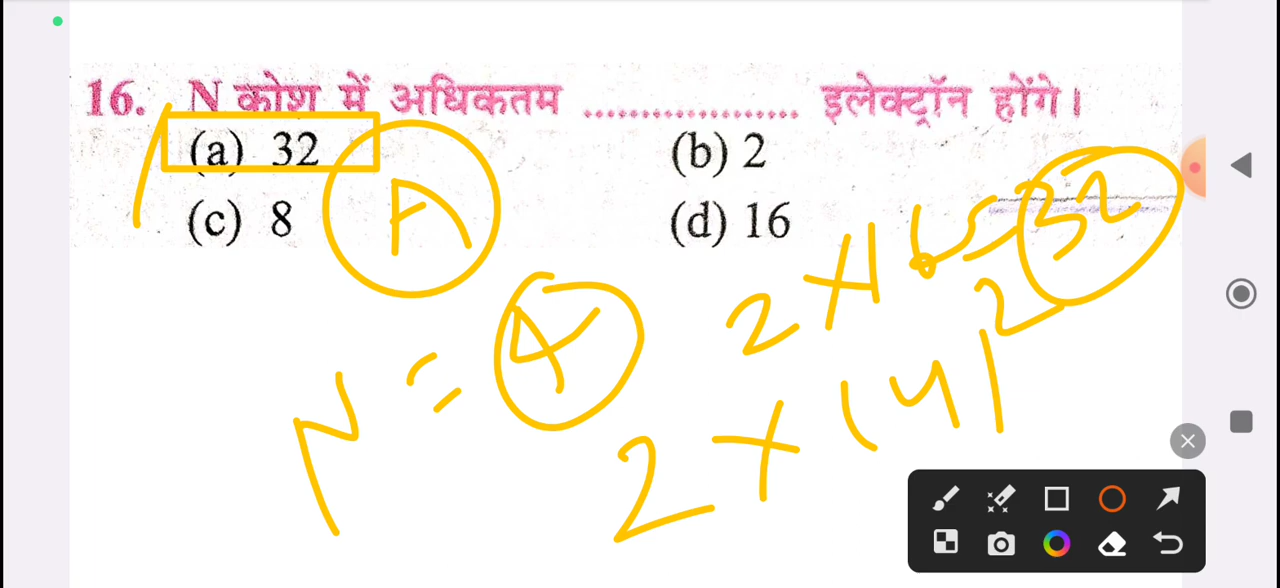 16. N कोश में अधिकतम .................... इलेक्ट्रॉन होंगे।
(a) 32 (b) 2
(c) 8 (d) 16
A
2 × 16 = 32
N = 4
2 × (4)²